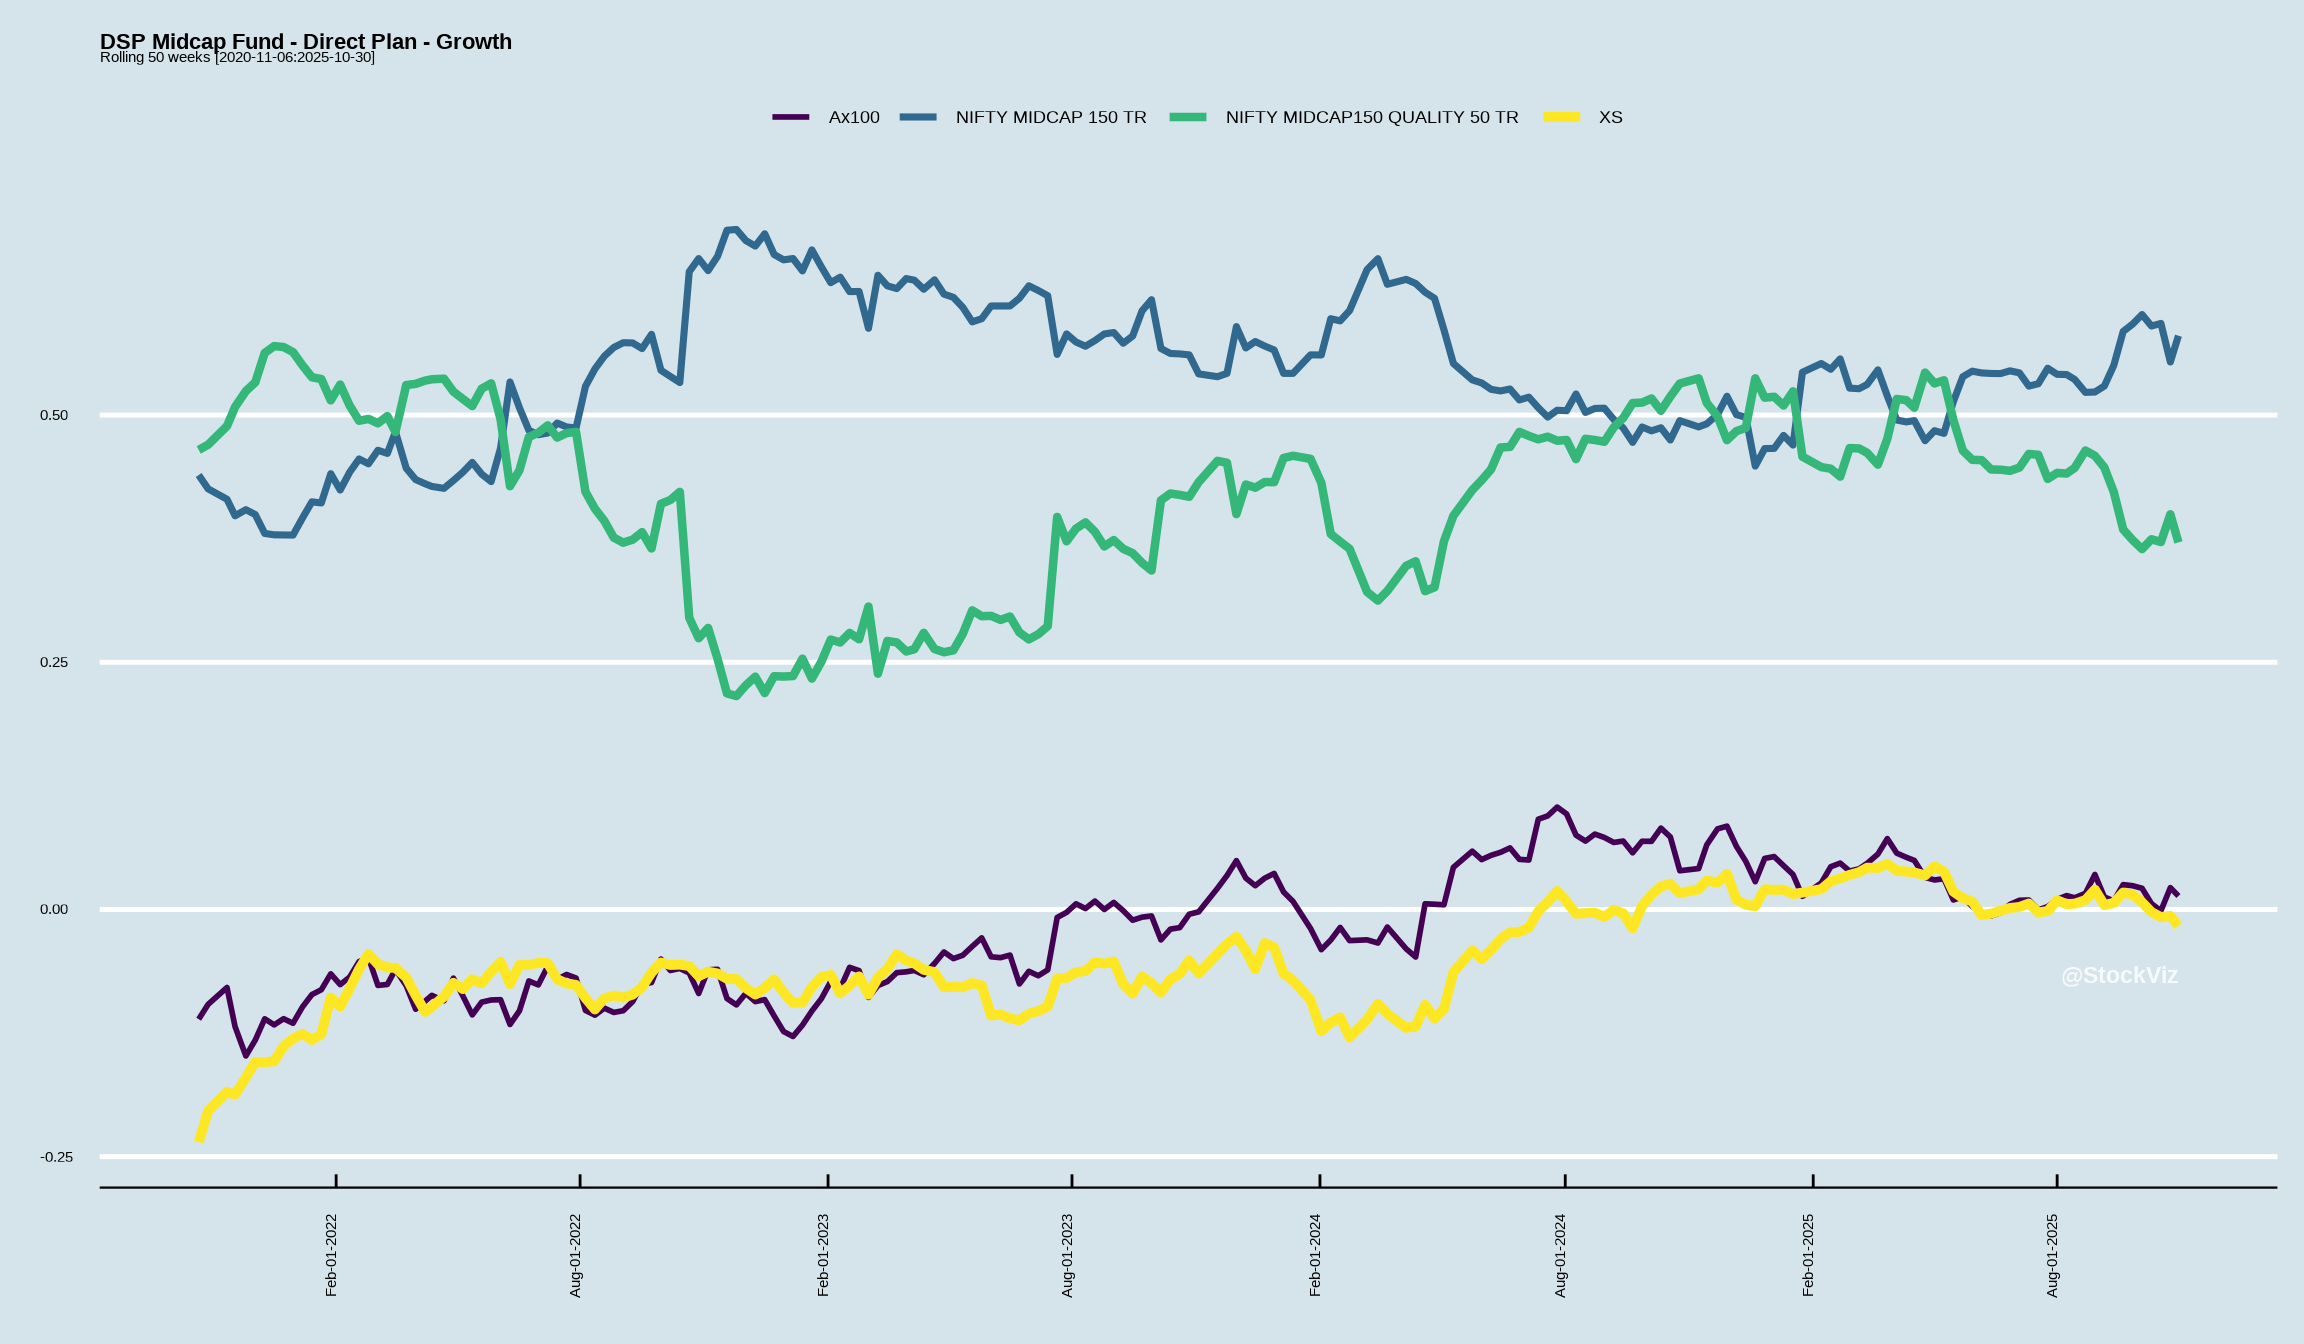 DSP Midcap Fund - Direct Plan - Growth
Rolling 50 weeks [2020-11-06:2025-10-30]
Ax100 NIFTY MIDCAP 150 TR NIFTY MIDCAP150 QUALITY 50 TR XS
0.50
0.25
0.00
-0.25
@StockViz
Feb-01-2022
Aug-01-2022
Feb-01-2023
Aug-01-2023
Feb-01-2024
Aug-01-2024
Feb-01-2025
Aug-01-2025